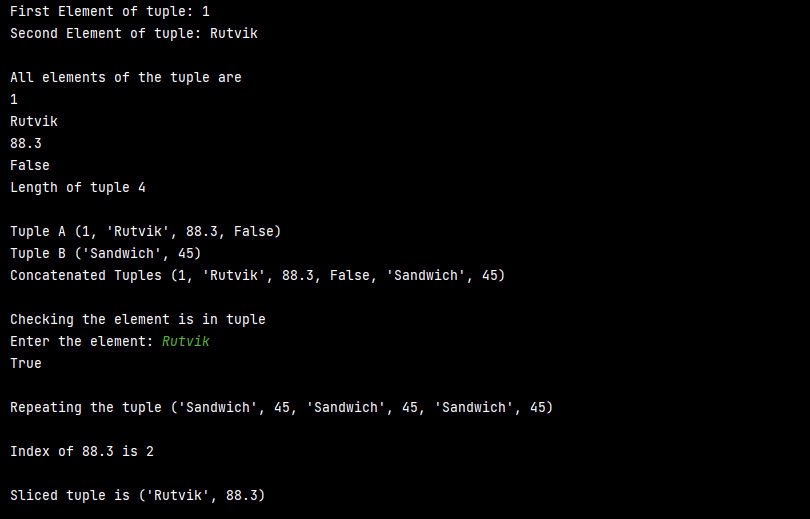 First Element of tuple: 1
Second Element of tuple: Rutvik
All elements of the tuple are
1
Rutvik
88.3
False
Length of tuple 4
Tuple A (1, 'Rutvik', 88.3, False)
Tuple B ('Sandwich', 45)
Concatenated Tuples (1, 'Rutvik', 88.3, False, 'Sandwich', 45)
Checking the element is in tuple
Enter the element: Rutvik
True
Repeating the tuple ('Sandwich', 45, 'Sandwich', 45, 'Sandwich', 45)
Index of 88.3 is 2
Sliced tuple is ('Rutvik', 88.3)